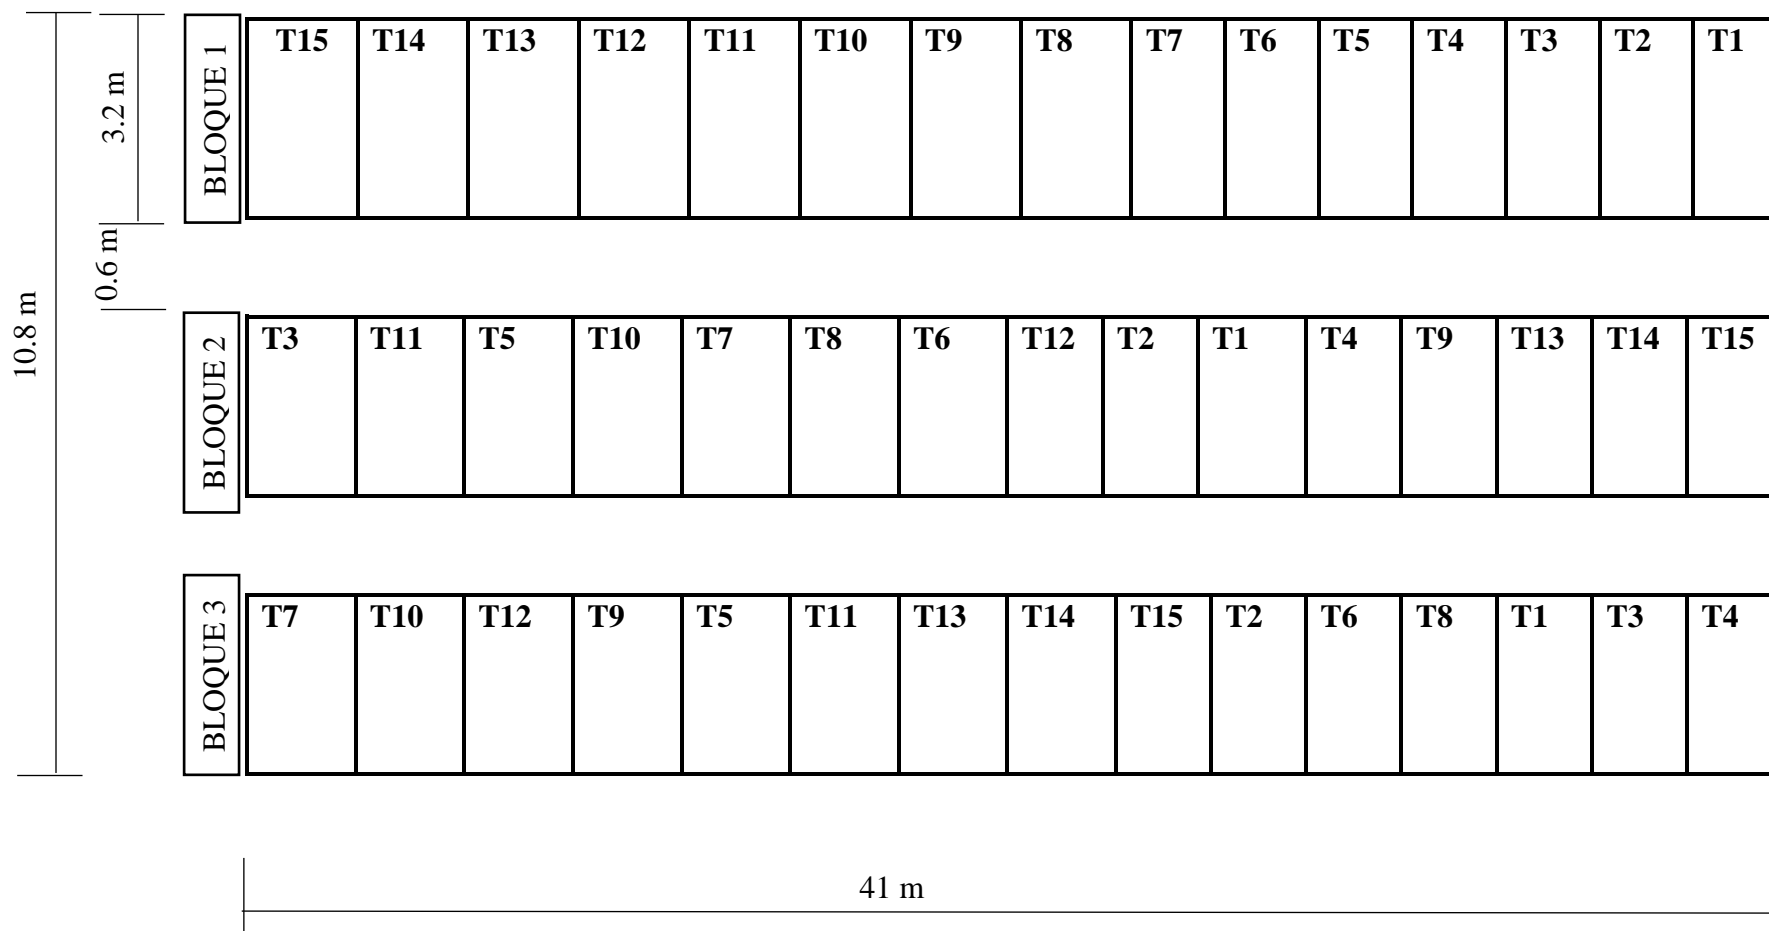 BLOQUE 1
T15 T14 T13 T12 T11 T10 T9 T8 T7 T6 T5 T4 T3 T2 T1
3.2 m
0.6 m
10.8 m
BLOQUE 2
T3 T11 T5 T10 T7 T8 T6 T12 T2 T1 T4 T9 T13 T14 T15
BLOQUE 3
T7 T10 T12 T9 T5 T11 T13 T14 T15 T2 T6 T8 T1 T3 T4
41 m